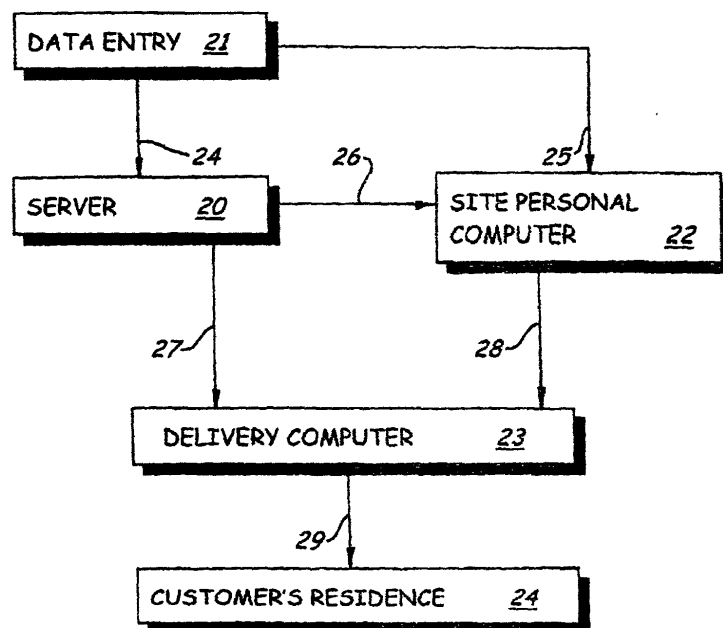 DATA ENTRY 21
24
25
26
SERVER 20
SITE PERSONAL
COMPUTER 22
27
28
DELIVERY COMPUTER 23
29
CUSTOMER'S RESIDENCE 24